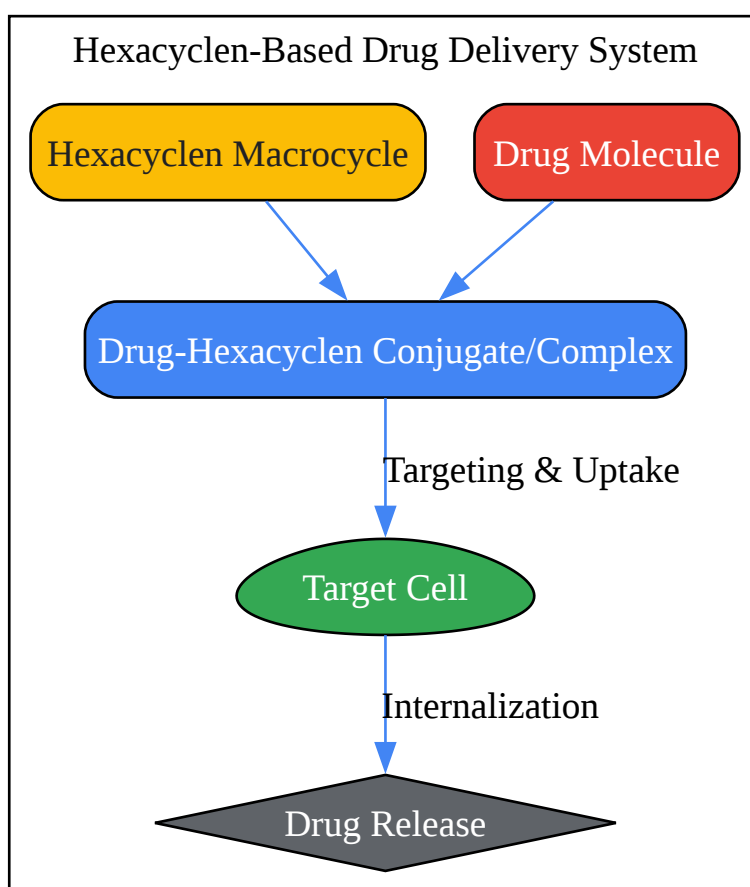 Hexacyclen-Based Drug Delivery System
Hexacyclen Macrocycle
Drug Molecule
Drug-Hexacyclen Conjugate/Complex
Targeting & Uptake
Target Cell
Internalization
Drug Release